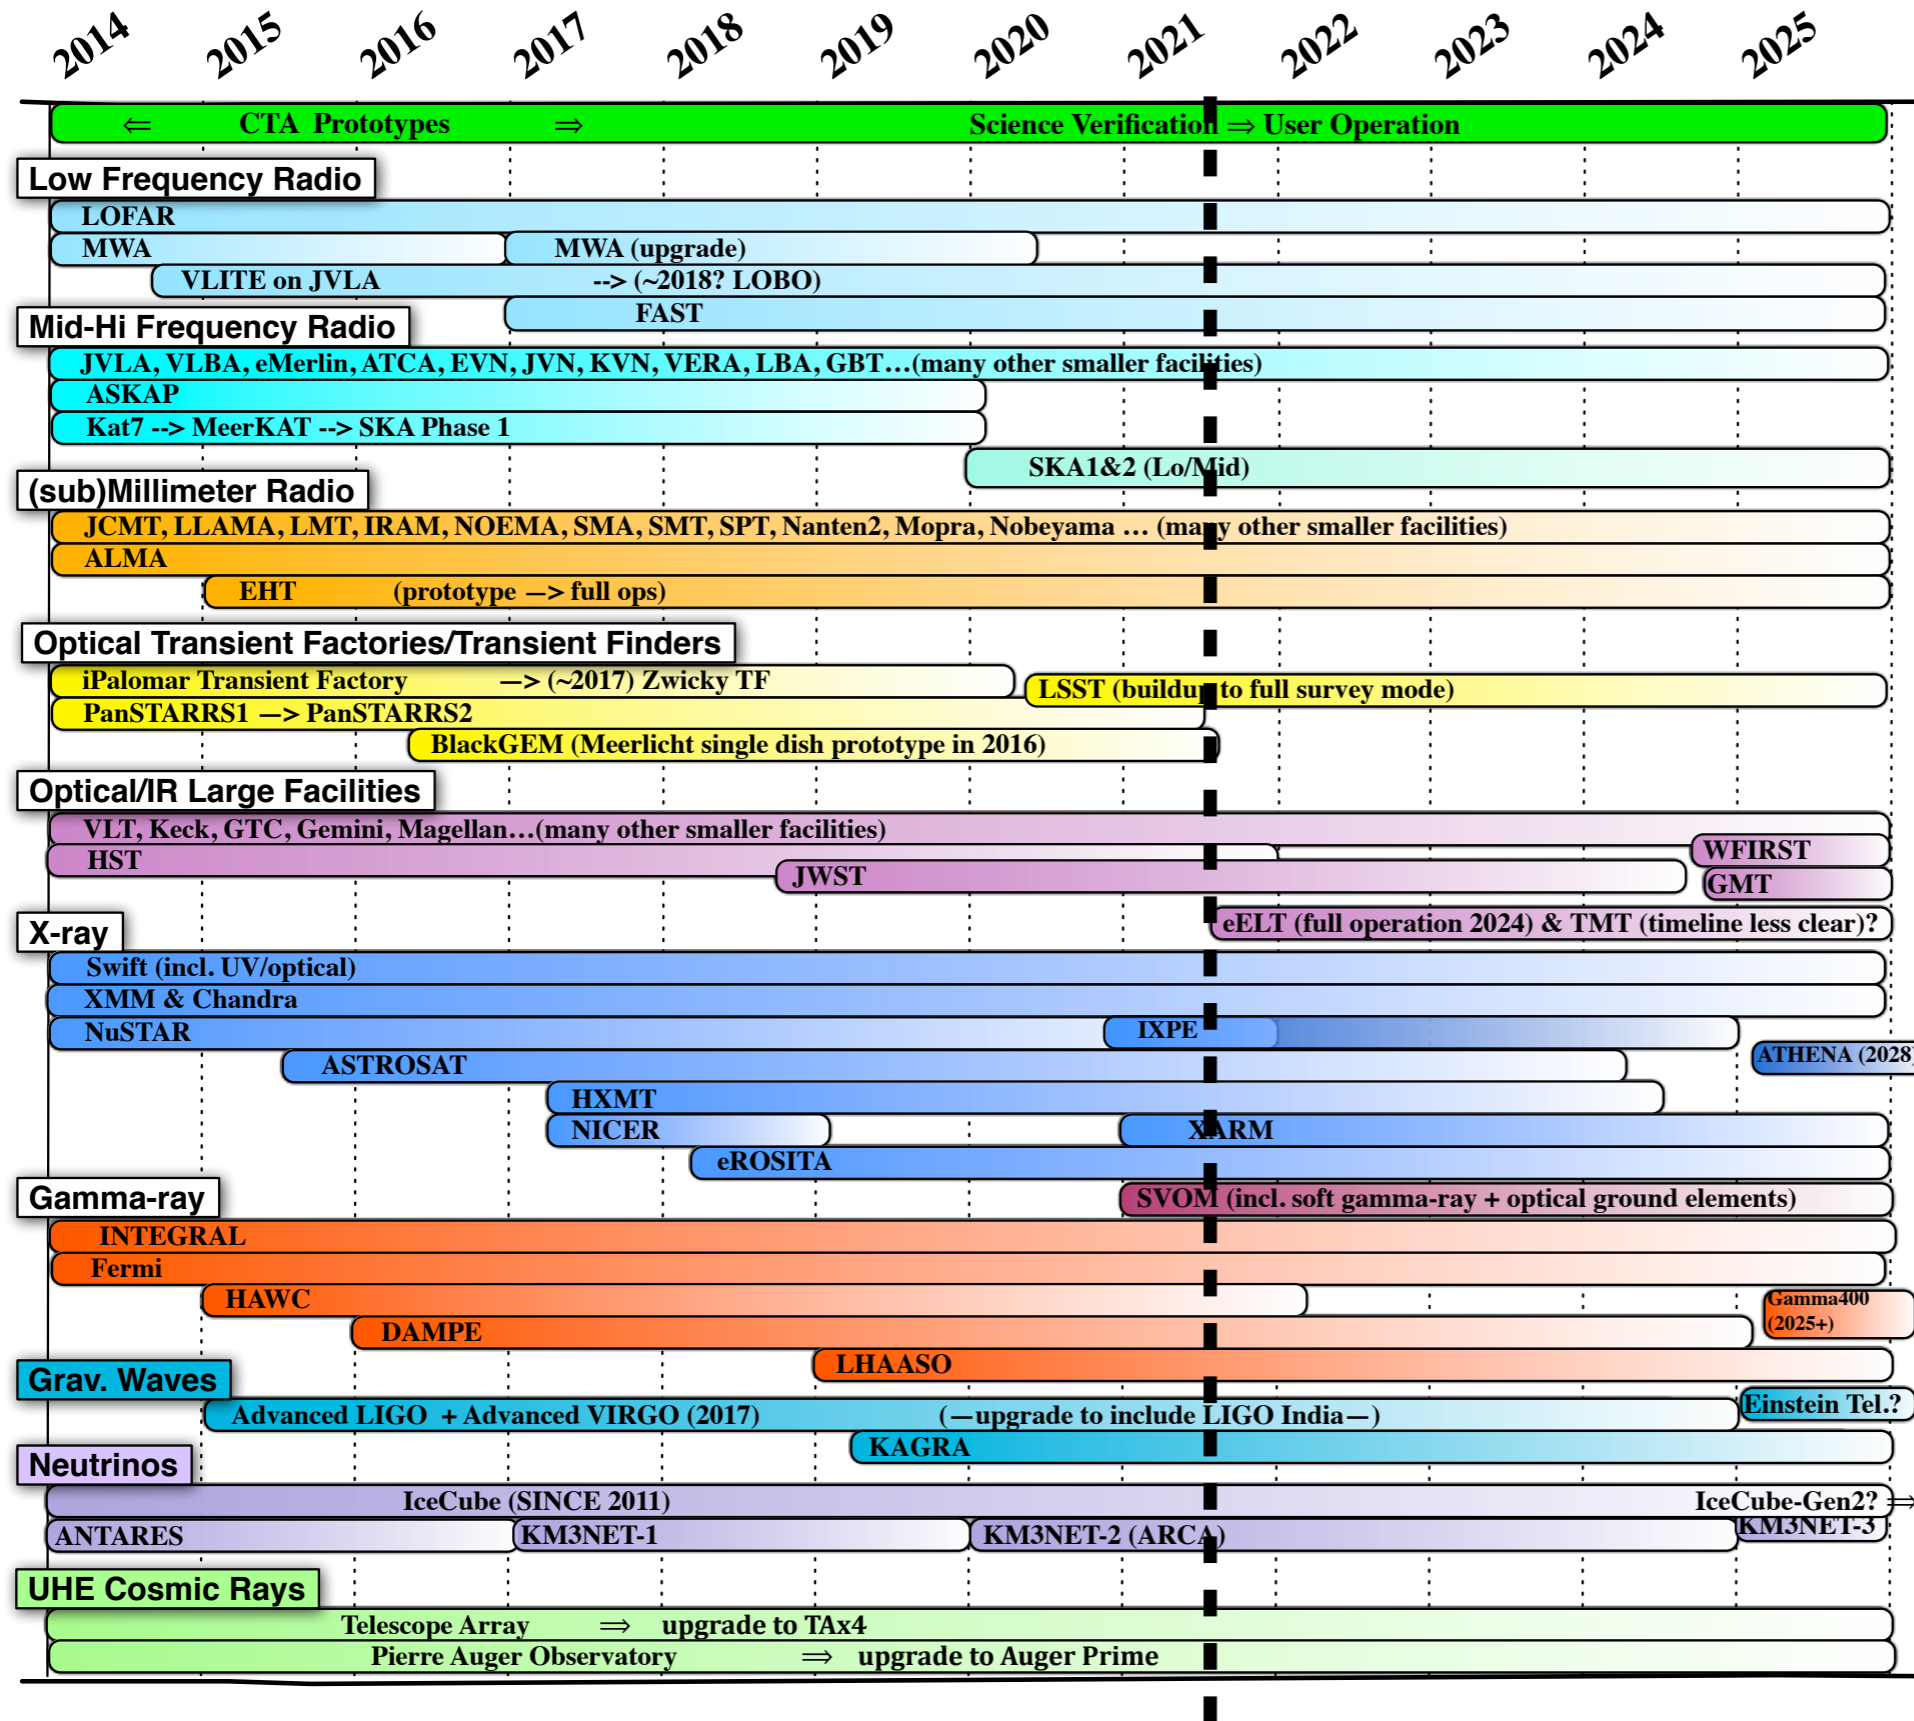 2014 2015 2016 2017 2018 2019 2020 2021 2022 2023 2024 2025
⇐ CTA Prototypes ⇒ Science Verification ⇒ User Operation
Low Frequency Radio
LOFAR
MWA MWA (upgrade)
VLITE on JVLA --> (~2018? LOBO)
FAST
Mid-Hi Frequency Radio
JVLA, VLBA, eMerlin, ATCA, EVN, JVN, KVN, VERA, LBA, GBT…(many other smaller facilities)
ASKAP
Kat7 --> MeerKAT --> SKA Phase 1
SKA1&2 (Lo/Mid)
(sub)Millimeter Radio
JCMT, LLAMA, LMT, IRAM, NOEMA, SMA, SMT, SPT, Nanten2, Mopra, Nobeyama … (many other smaller facilities)
ALMA
EHT (prototype —> full ops)
Optical Transient Factories/Transient Finders
iPalomar Transient Factory —> (~2017) Zwicky TF
LSST (buildup to full survey mode)
PanSTARRS1 —> PanSTARRS2
BlackGEM (Meerlicht single dish prototype in 2016)
Optical/IR Large Facilities
VLT, Keck, GTC, Gemini, Magellan…(many other smaller facilities)
WFIRST
HST
JWST
GMT
eELT (full operation 2024) & TMT (timeline less clear)?
X-ray
Swift (incl. UV/optical)
XMM & Chandra
NuSTAR IXPE
ATHENA (2028)
ASTROSAT
HXMT
NICER XARM
eROSITA
Gamma-ray
SVOM (incl. soft gamma-ray + optical ground elements)
INTEGRAL
Fermi
HAWC
Gamma400
(2025+)
DAMPE
LHAASO
Grav. Waves
Advanced LIGO + Advanced VIRGO (2017) (—upgrade to include LIGO India—)
Einstein Tel.?
KAGRA
Neutrinos
IceCube (SINCE 2011) IceCube-Gen2? ⇒
ANTARES KM3NET-1 KM3NET-2 (ARCA) KM3NET-3
UHE Cosmic Rays
Telescope Array ⇒ upgrade to TAx4
Pierre Auger Observatory ⇒ upgrade to Auger Prime